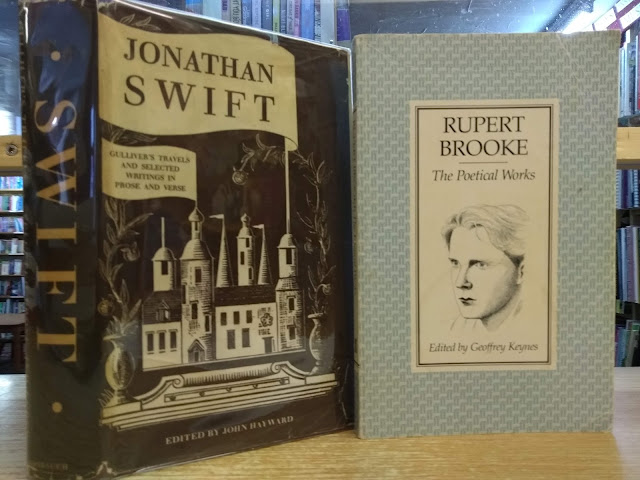 SWIFT
JONATHAN
SWIFT
GULLIVER'S TRAVELS
AND SELECTED
WRITINGS IN
PROSE AND VERSE
EDITED BY JOHN HAYWARD
RUPERT
BROOKE
The Poetical Works
Edited by Geoffrey Keynes